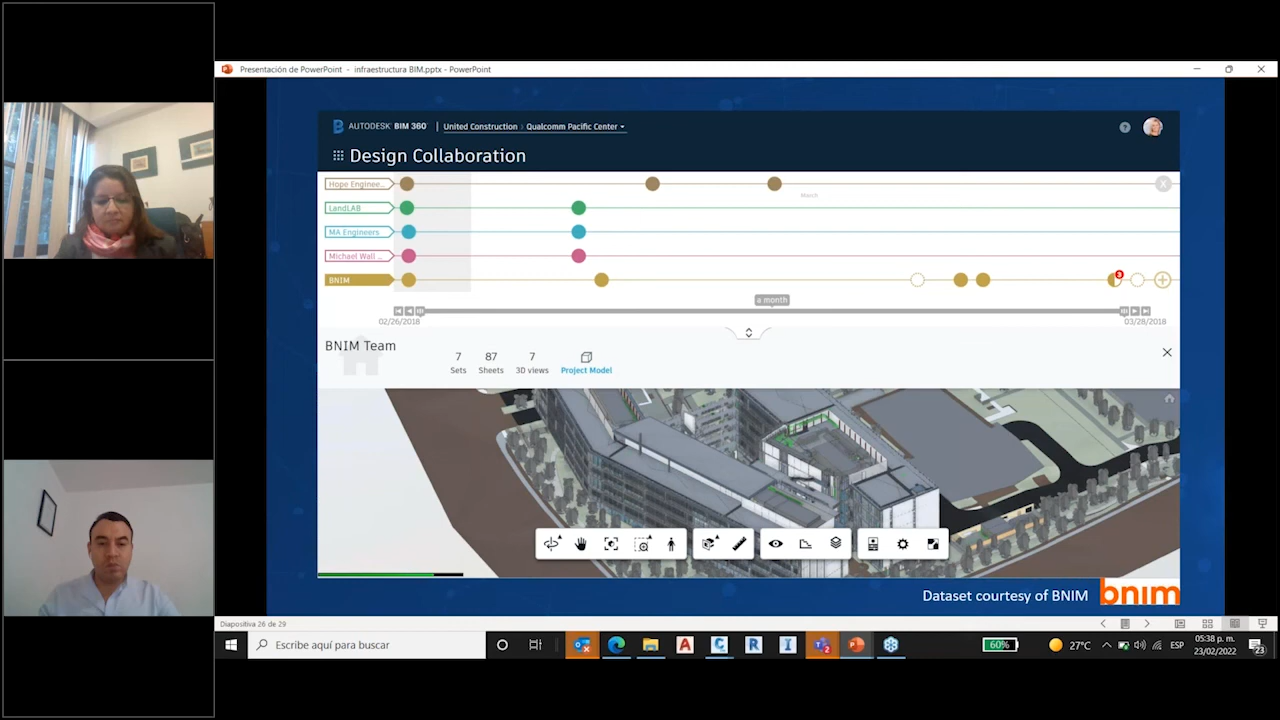 Presentación de PowerPoint - infraestructura BIM.pptx - PowerPoint
AUTODESK® BIM 360® | United Construction > Qualcomm Pacific Center
Design Collaboration
Hope Enginee...
March
LandLAB
MA Engineers
Michael Wall ...
BNIM
3
a month
02/26/2018
03/28/2018
BNIM Team
7 87 7
Sets Sheets 3D views Project Model
Dataset courtesy of BNIM
bnim
Diapositiva 26 de 29
Escribe aquí para buscar
60%
27°C
ESP
05:38 p. m.
23/02/2022
23